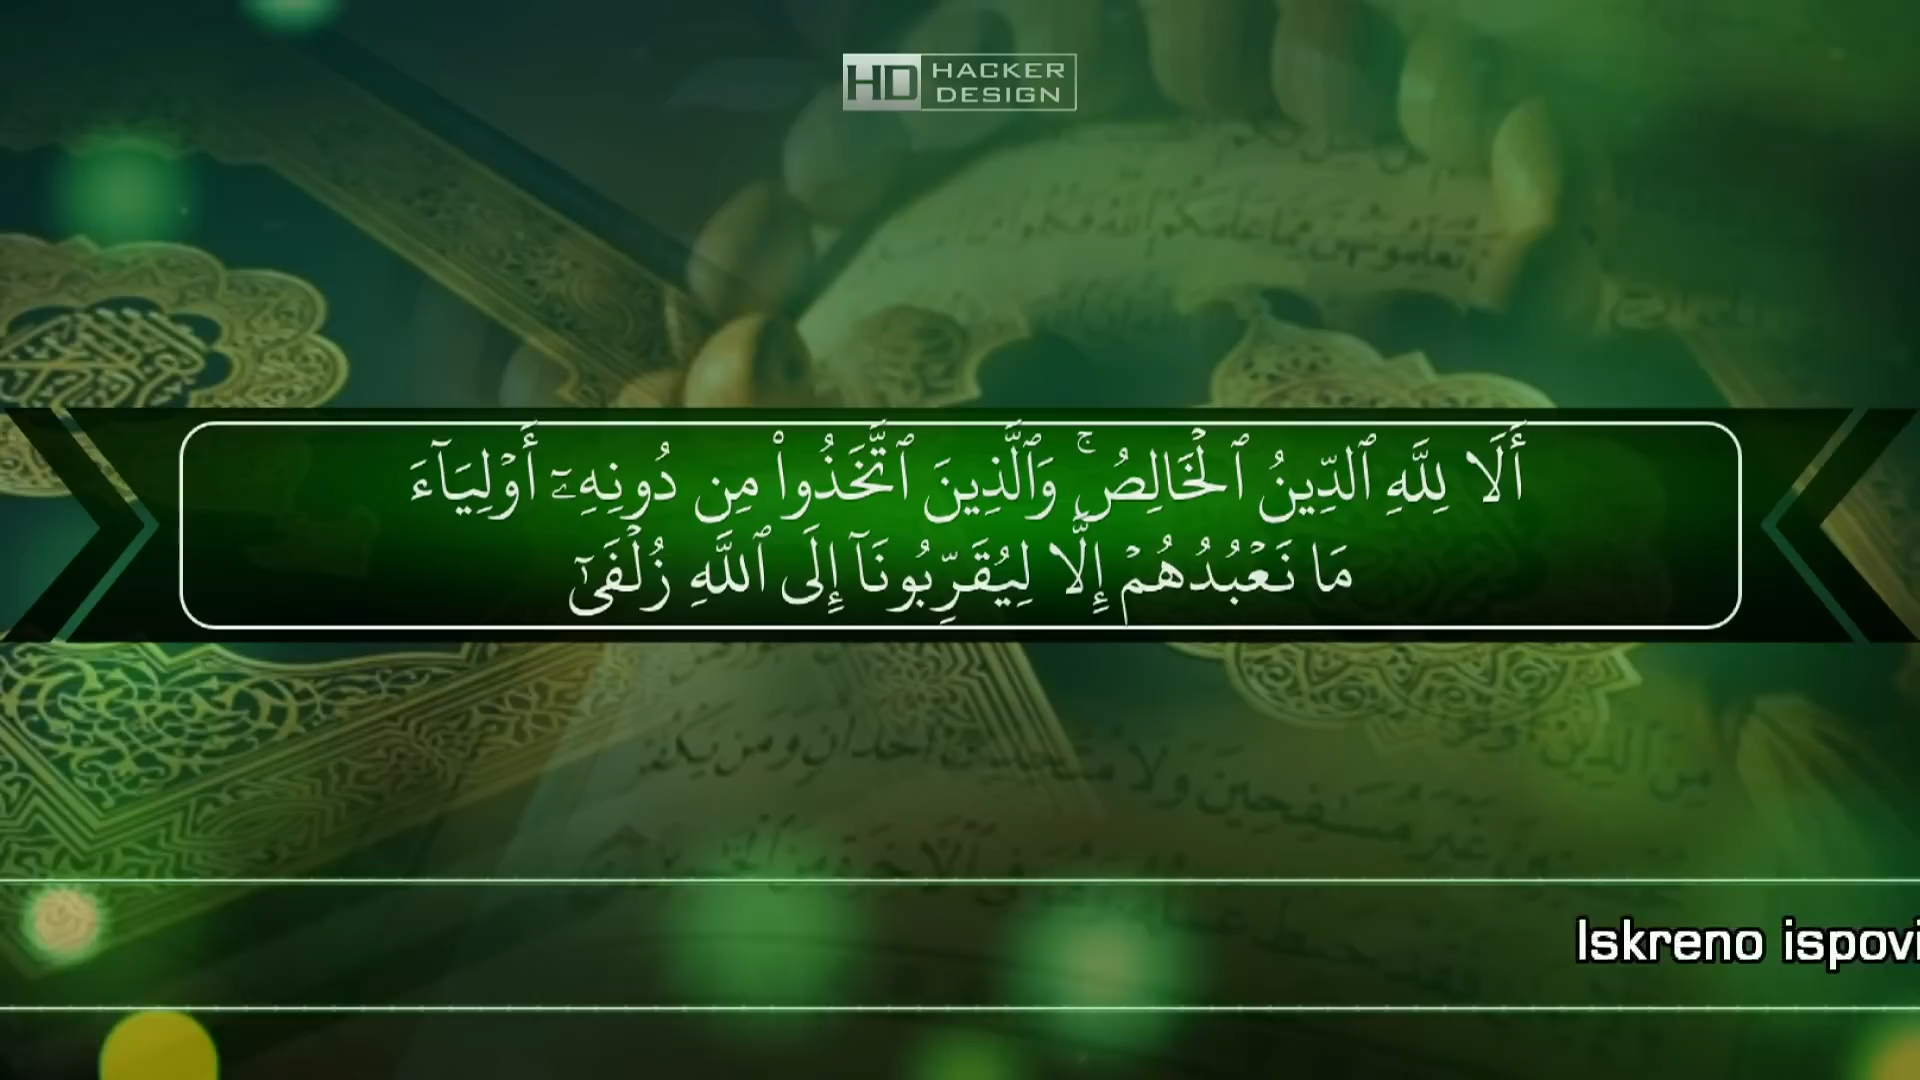 HD HACKER
DESIGN
أَلَا لِلَّهِ ٱلدِّينُ ٱلْخَالِصُ ۚ وَٱلَّذِينَ ٱتَّخَذُوا۟ مِن دُونِهِۦٓ أَوْلِيَآءَ
مَا نَعْبُدُهُمْ إِلَّا لِيُقَرِّبُونَآ إِلَى ٱللَّهِ زُلْفَىٰٓ
Iskreno ispovi